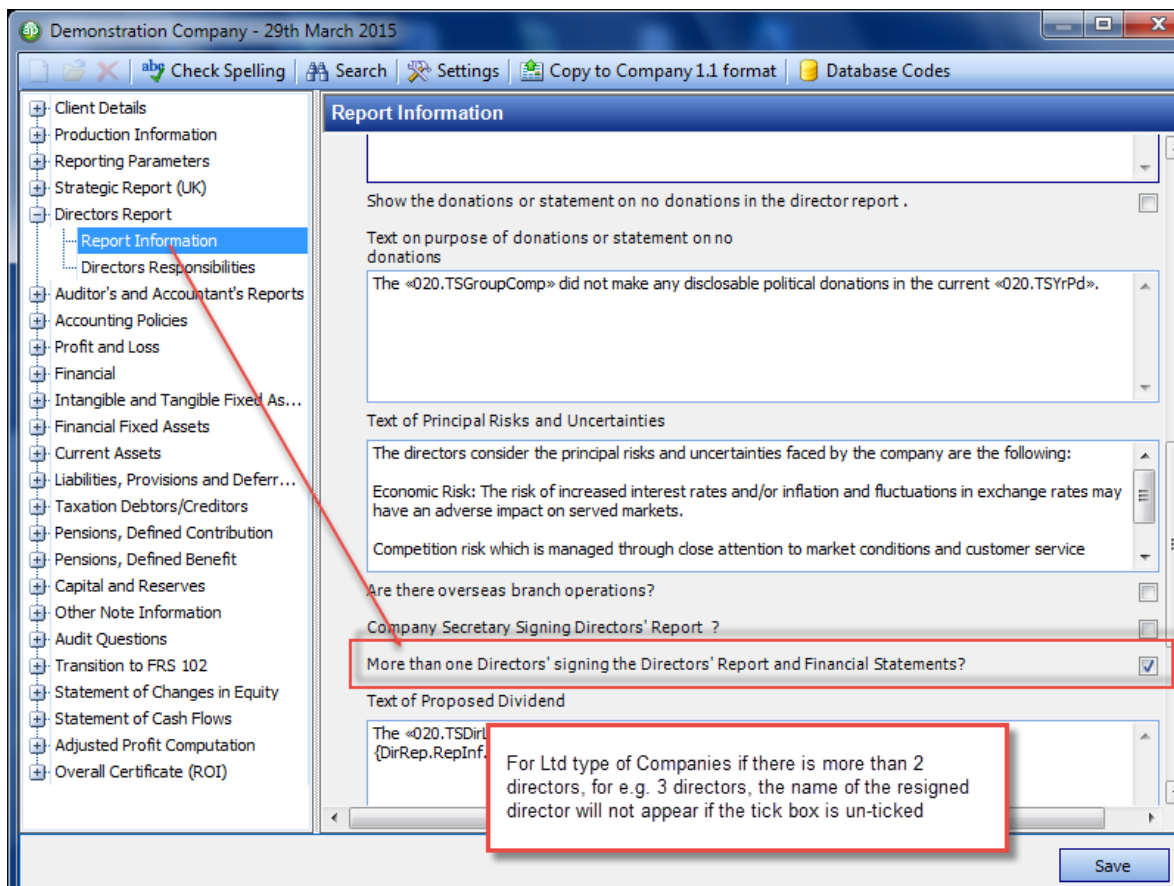 Demonstration Company - 29th March 2015
Check Spelling
Search
Settings
Copy to Company 1.1 format
Database Codes
Client Details
Production Information
Reporting Parameters
Strategic Report (UK)
Directors Report
Report Information
Directors Responsibilities
Auditor's and Accountant's Reports
Accounting Policies
Profit and Loss
Financial
Intangible and Tangible Fixed As...
Financial Fixed Assets
Current Assets
Liabilities, Provisions and Deferr...
Taxation Debtors/Creditors
Pensions, Defined Contribution
Pensions, Defined Benefit
Capital and Reserves
Other Note Information
Audit Questions
Transition to FRS 102
Statement of Changes in Equity
Statement of Cash Flows
Adjusted Profit Computation
Overall Certificate (ROI)
Report Information
Show the donations or statement on no donations in the director report .
Text on purpose of donations or statement on no
donations
The «020.TSGroupComp» did not make any disclosable political donations in the current «020.TSYrPd».
Text of Principal Risks and Uncertainties
The directors consider the principal risks and uncertainties faced by the company are the following:
Economic Risk: The risk of increased interest rates and/or inflation and fluctuations in exchange rates may
have an adverse impact on served markets.
Competition risk which is managed through close attention to market conditions and customer service
Are there overseas branch operations?
Company Secretary Signing Directors' Report ?
More than one Directors' signing the Directors' Report and Financial Statements?
Text of Proposed Dividend
The «020.TSDirL
{DirRep.RepInf.
For Ltd type of Companies if there is more than 2
directors, for e.g. 3 directors, the name of the resigned
director will not appear if the tick box is un-ticked
Save